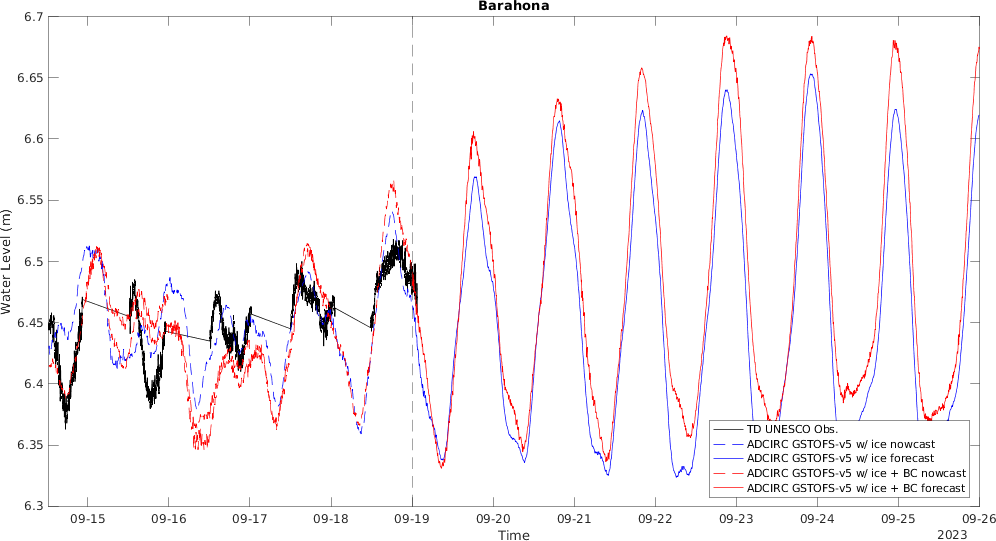 Barahona
6.7
6.65
6.6
6.55
6.5
6.45
6.4
6.35
6.3
Water Level (m)
TD UNESCO Obs.
ADCIRC GSTOFS-v5 w/ ice nowcast
ADCIRC GSTOFS-v5 w/ ice forecast
ADCIRC GSTOFS-v5 w/ ice + BC nowcast
ADCIRC GSTOFS-v5 w/ ice + BC forecast
09-15 09-16 09-17 09-18 09-19 09-20 09-21 09-22 09-23 09-24 09-25 09-26
Time
2023